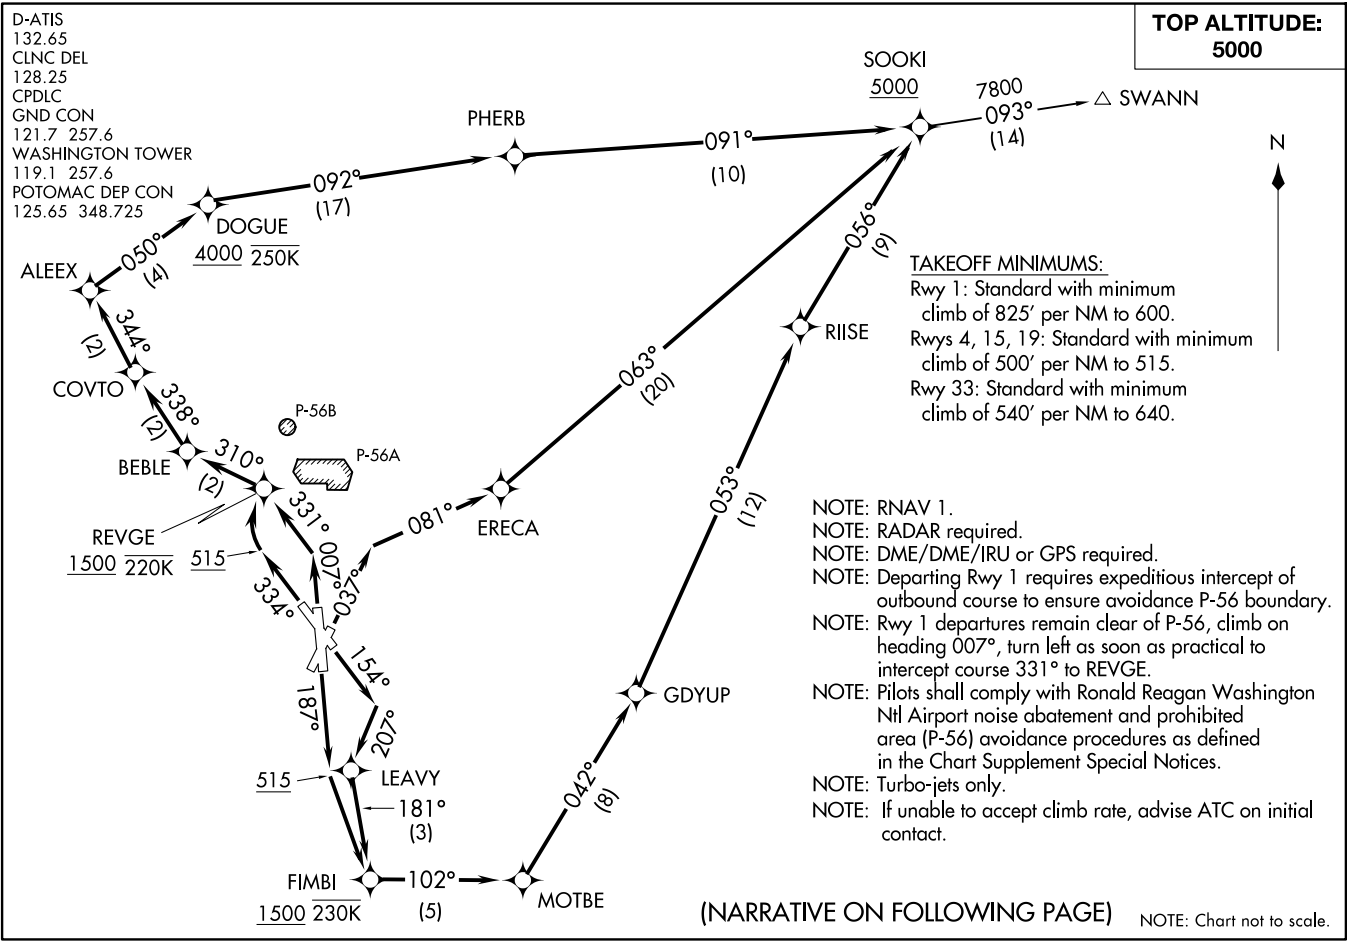 D-ATIS
132.65
CLNC DEL
128.25
CPDLC
GND CON
121.7 257.6
WASHINGTON TOWER
119.1 257.6
POTOMAC DEP CON
125.65 348.725
TOP ALTITUDE:
5000
SOOKI
5000
7800
093°
(14)
SWANN
PHERB
091°
(10)
092°
(17)
DOGUE
4000 250K
050°
(4)
ALEEX
344°
(2)
COVTO
338°
(2)
BEBLE
310°
(2)
P-56B
P-56A
REVGE
1500 220K
515
331°
007°
334°
037°
081°
ERECA
063°
(20)
056°
(9)
RIISE
053°
(12)
GDYUP
042°
(8)
154°
207°
187°
515
LEAVY
181°
(3)
FIMBI
1500 230K
102°
(5)
MOTBE
N
TAKEOFF MINIMUMS:
Rwy 1: Standard with minimum
climb of 825' per NM to 600.
Rwys 4, 15, 19: Standard with minimum
climb of 500' per NM to 515.
Rwy 33: Standard with minimum
climb of 540' per NM to 640.
NOTE: RNAV 1.
NOTE: RADAR required.
NOTE: DME/DME/IRU or GPS required.
NOTE: Departing Rwy 1 requires expeditious intercept of
outbound course to ensure avoidance P-56 boundary.
NOTE: Rwy 1 departures remain clear of P-56, climb on
heading 007°, turn left as soon as practical to
intercept course 331° to REVGE.
NOTE: Pilots shall comply with Ronald Reagan Washington
Ntl Airport noise abatement and prohibited
area (P-56) avoidance procedures as defined
in the Chart Supplement Special Notices.
NOTE: Turbo-jets only.
NOTE: If unable to accept climb rate, advise ATC on initial
contact.
(NARRATIVE ON FOLLOWING PAGE)
NOTE: Chart not to scale.